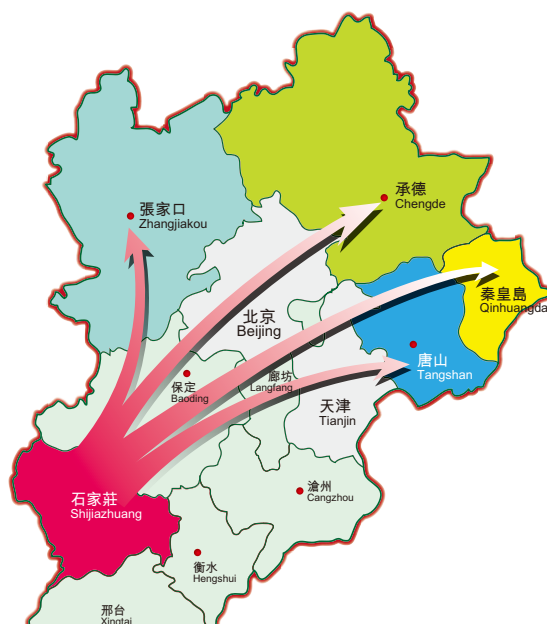 承德
Chengde
張家口
Zhangjiakou
秦皇島
Qinhuangda
北京
Beijing
唐山
Tangshan
廊坊
Langfang
保定
Baoding
天津
Tianjin
滄州
Cangzhou
石家莊
Shijiazhuang
衡水
Hengshui
邢台
Xingtai